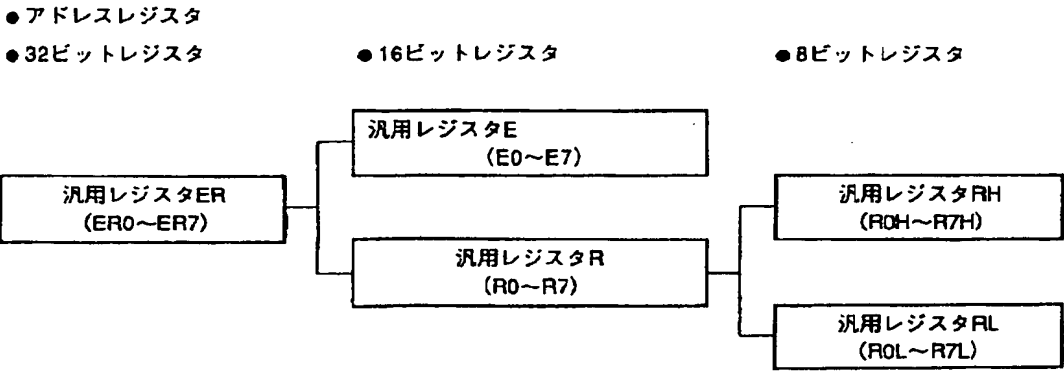 ●アドレスレジスタ
●32ビットレジスタ
●16ビットレジスタ
●8ビットレジスタ
汎用レジスタE
(E0～E7)
汎用レジスタER
(ER0～ER7)
汎用レジスタR
(R0～R7)
汎用レジスタRH
(R0H～R7H)
汎用レジスタRL
(R0L～R7L)